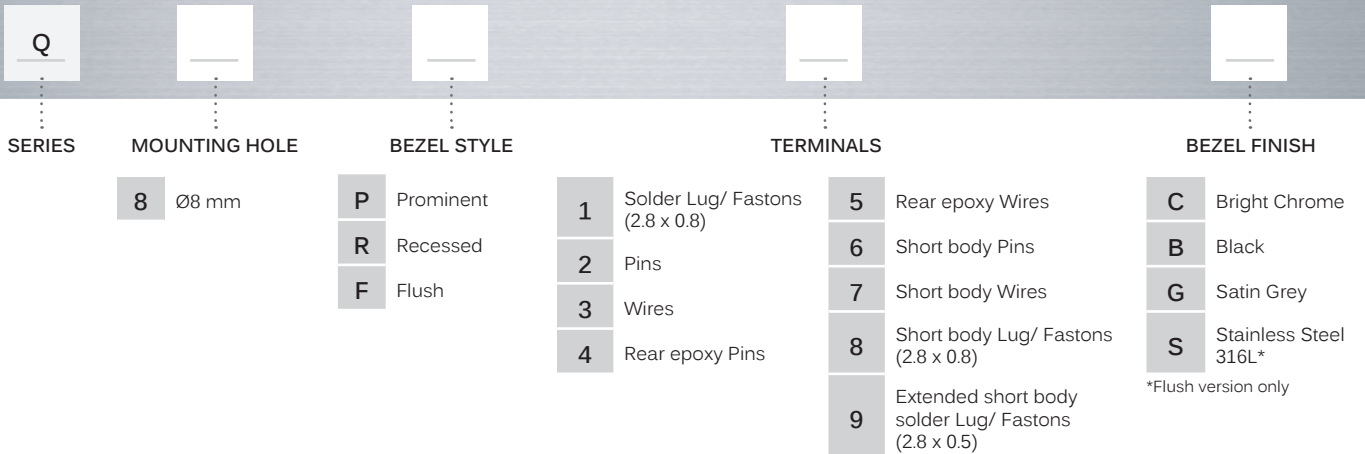 Q
SERIES
MOUNTING HOLE
BEZEL STYLE
TERMINALS
BEZEL FINISH
8 Ø8 mm
P Prominent
R Recessed
F Flush
1 Solder Lug/ Fastons
(2.8 x 0.8)
2 Pins
3 Wires
4 Rear epoxy Pins
5 Rear epoxy Wires
6 Short body Pins
7 Short body Wires
8 Short body Lug/ Fastons
(2.8 x 0.8)
9 Extended short body
solder Lug/ Fastons
(2.8 x 0.5)
C Bright Chrome
B Black
G Satin Grey
S Stainless Steel
316L*
*Flush version only